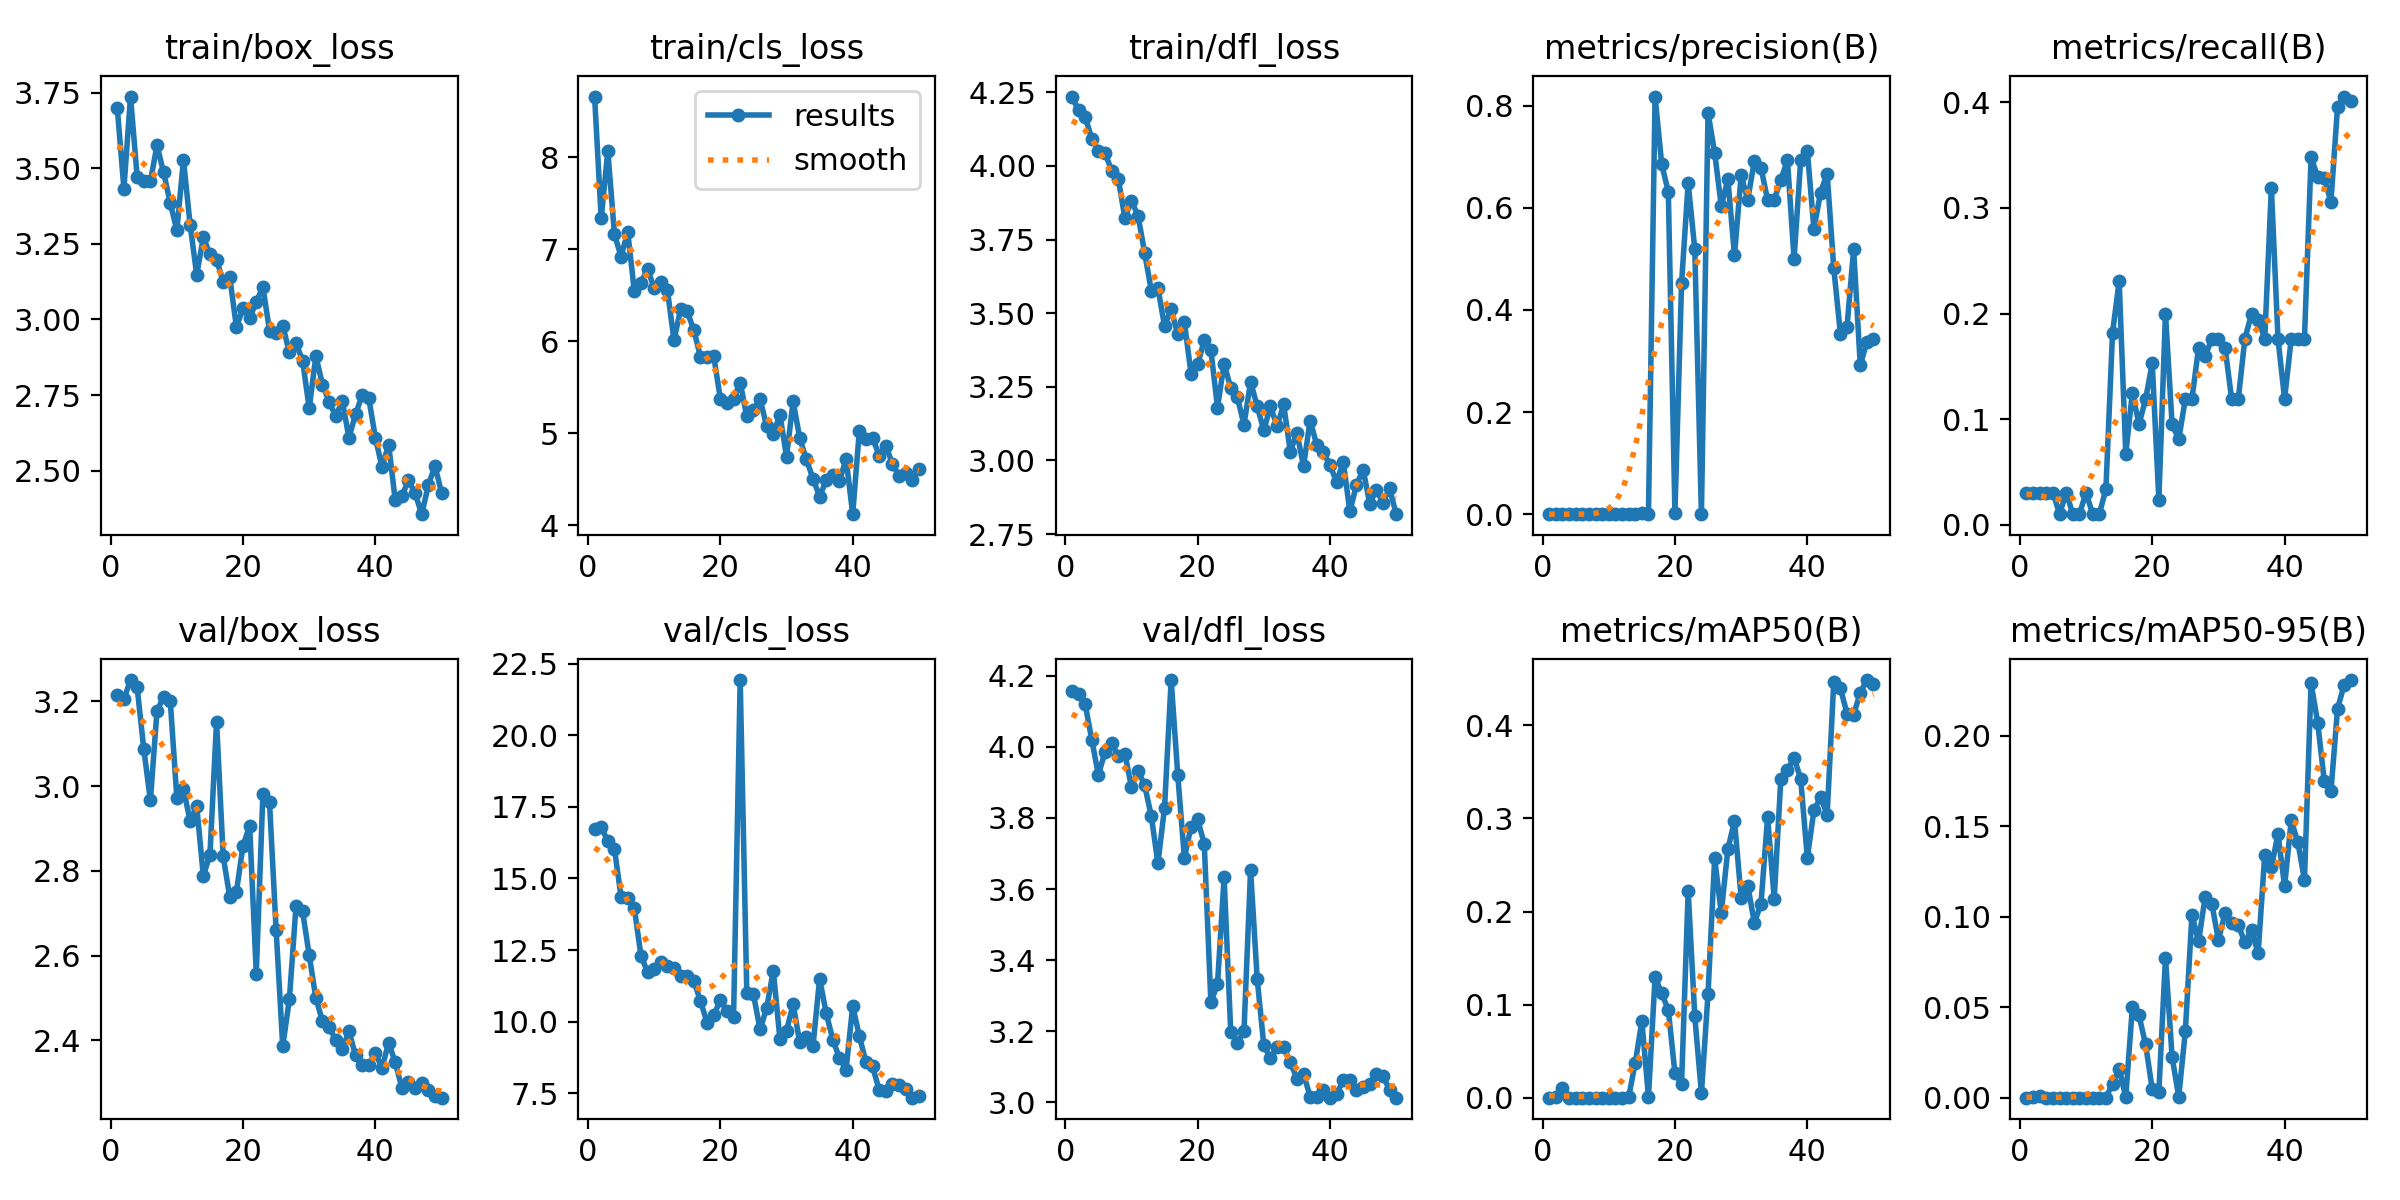 train/box_loss
3.75
3.50
3.25
3.00
2.75
2.50
0 20 40
train/cls_loss
results
smooth
8
7
6
5
4
0 20 40
train/dfl_loss
4.25
4.00
3.75
3.50
3.25
3.00
2.75
0 20 40
metrics/precision(B)
0.8
0.6
0.4
0.2
0.0
0 20 40
metrics/recall(B)
0.4
0.3
0.2
0.1
0.0
0 20 40
val/box_loss
3.2
3.0
2.8
2.6
2.4
0 20 40
val/cls_loss
22.5
20.0
17.5
15.0
12.5
10.0
7.5
0 20 40
val/dfl_loss
4.2
4.0
3.8
3.6
3.4
3.2
3.0
0 20 40
metrics/mAP50(B)
0.4
0.3
0.2
0.1
0.0
0 20 40
metrics/mAP50-95(B)
0.20
0.15
0.10
0.05
0.00
0 20 40